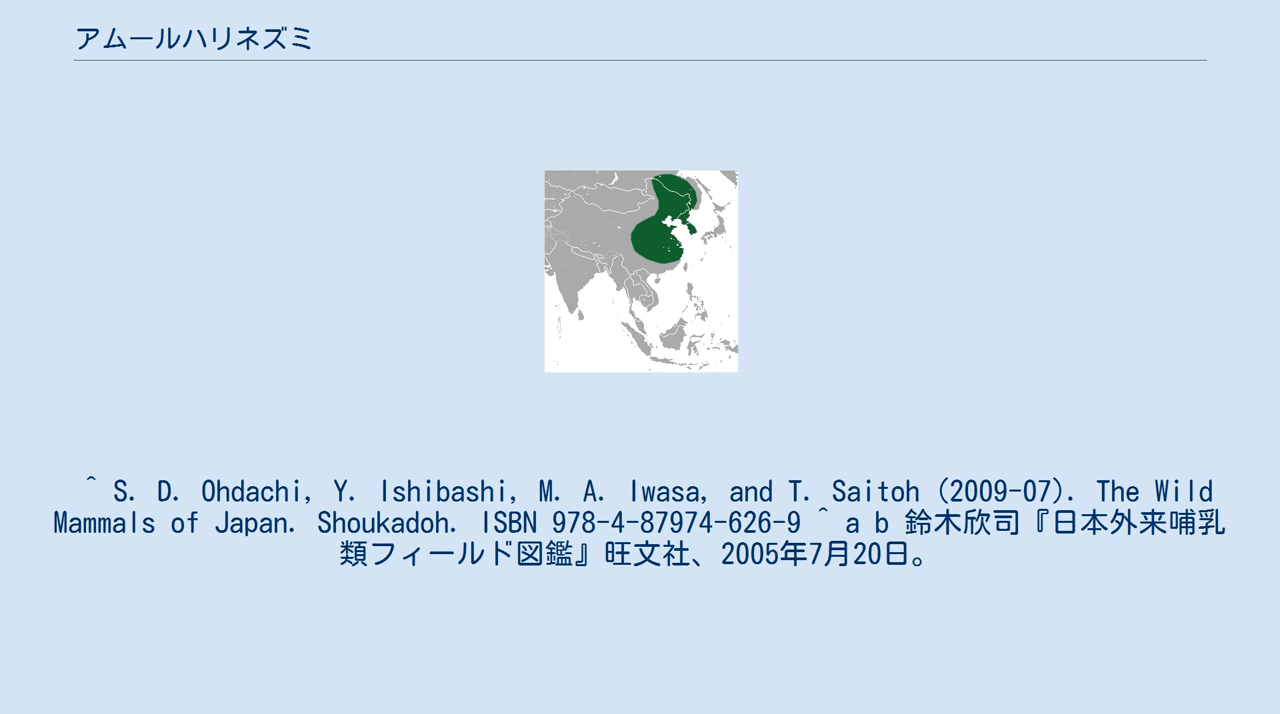 アムールハリネズミ
^ S. D. Ohdachi, Y. Ishibashi, M. A. Iwasa, and T. Saitoh (2009-07). The Wild
Mammals of Japan. Shoukadoh. ISBN 978-4-87974-626-9 ^ a b 鈴木欣司『日本外来哺乳
類フィールド図鑑』旺文社、2005年7月20日。